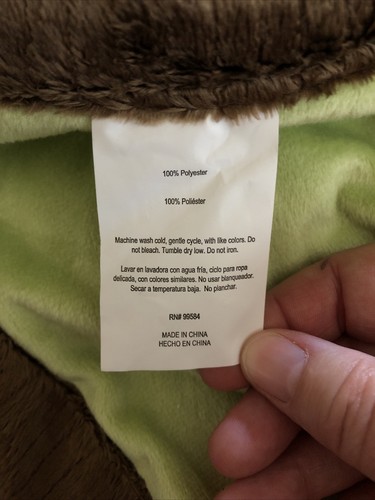 100% Polyester
100% Poliéster
Machine wash cold, gentle cycle, with like colors. Do
not bleach. Tumble dry low. Do not iron.
Lavar en lavadora con agua fría, ciclo para ropa
delicada, con colores similares. No usar blanqueador.
Secar a temperatura baja. No planchar.
RN# 99584
MADE IN CHINA
HECHO EN CHINA